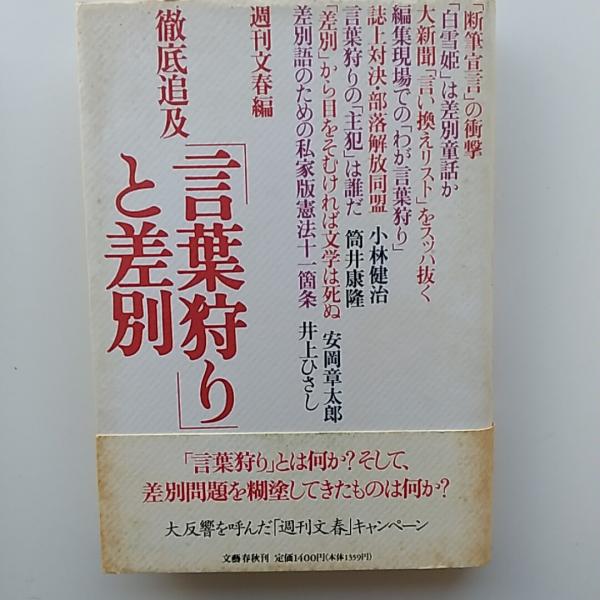 「断筆宣言」の衝撃
「白雪姫」は差別童話か
大新聞「言い換えリスト」をスッパ抜く
編集現場での「わが言葉狩り」
誌上対決・部落解放同盟 小林健治
言葉狩りの「主犯」は誰だ 筒井康隆
「差別」から目をそむければ文学は死ぬ 安岡章太郎
差別語のための私家版憲法十一箇条 井上ひさし
週刊文春編
徹底追及
「言葉狩り」
と差別
「言葉狩り」とは何か?そして、
差別問題を糊塗してきたものは何か?
大反響を呼んだ「週刊文春」キャンペーン
文藝春秋刊 定価1400円(本体1359円)